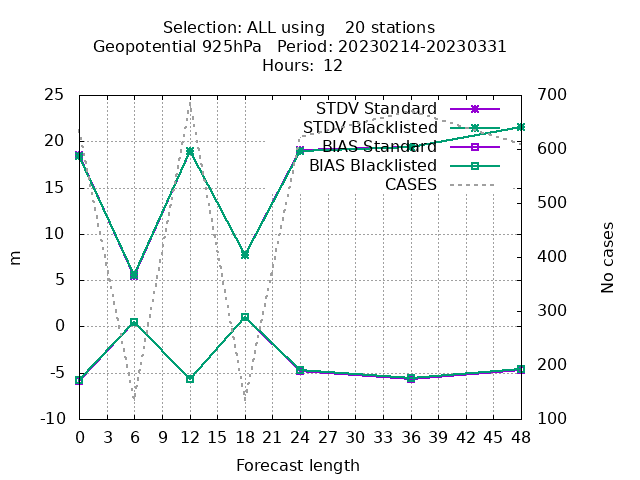 Selection: ALL using    20 stations
Geopotential 925hPa   Period: 20230214-20230331
Hours:  12
25
20
15
10
5
0
-5
-10
700
600
500
400
300
200
100
STDV Standard
STDV Blacklisted
BIAS Standard
BIAS Blacklisted
CASES
m
No cases
0 3 6 9 12 15 18 21 24 27 30 33 36 39 42 45 48
Forecast length